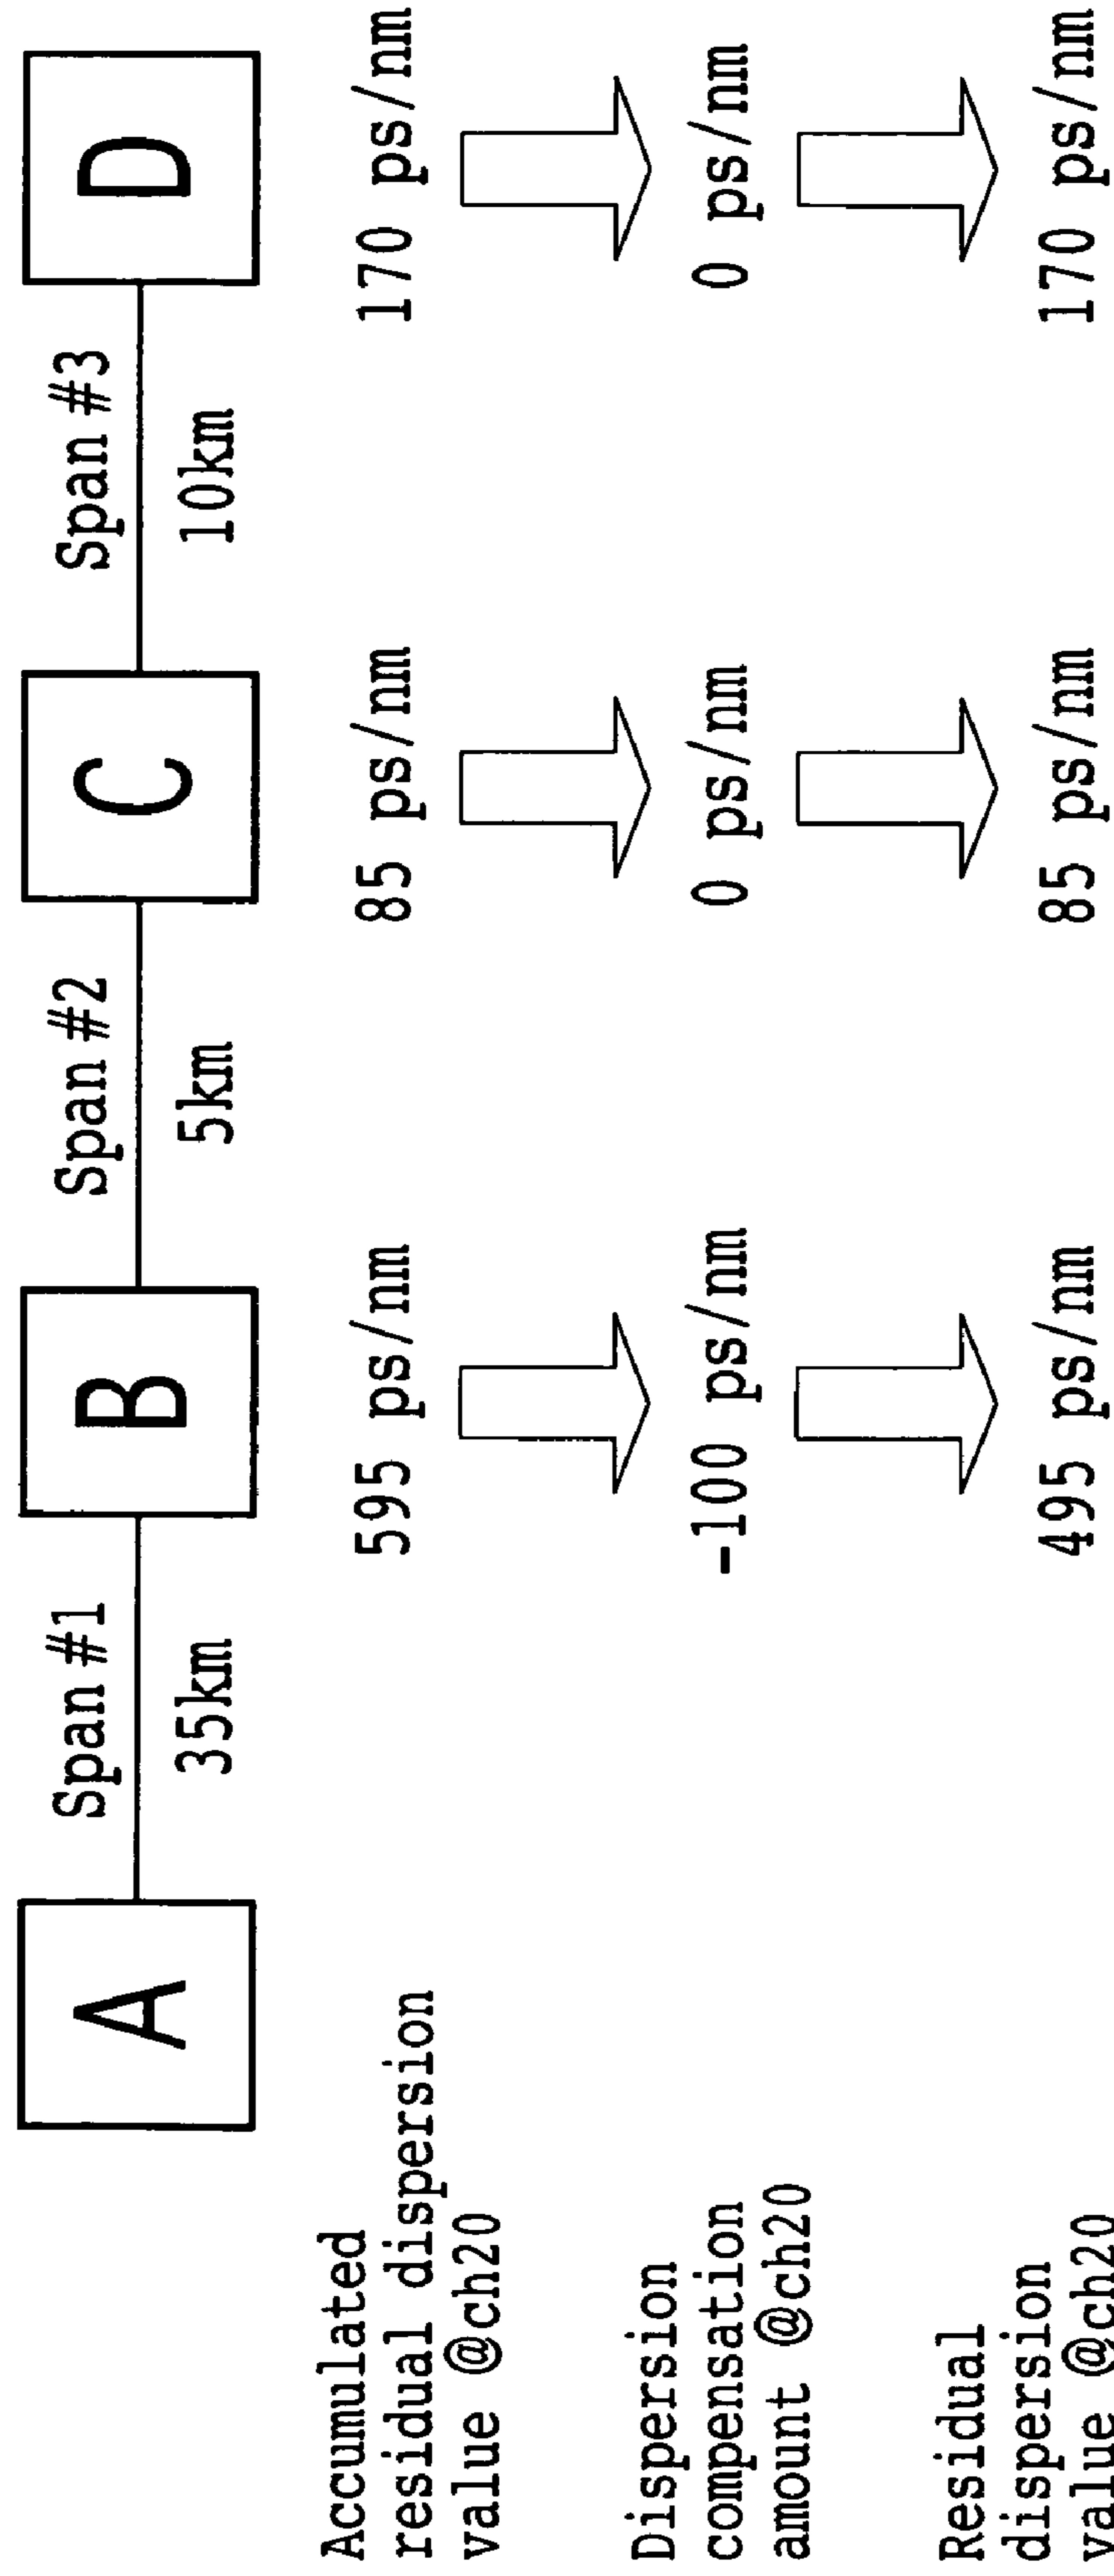 A
Span #1
35km
B
Span #2
5km
C
Span #3
10km
D
Accumulated
residual dispersion
value @ch20
595 ps/nm
85 ps/nm
170 ps/nm
Dispersion
compensation
amount @ch20
-100 ps/nm
0 ps/nm
0 ps/nm
Residual
dispersion
value @ch20
495 ps/nm
85 ps/nm
170 ps/nm